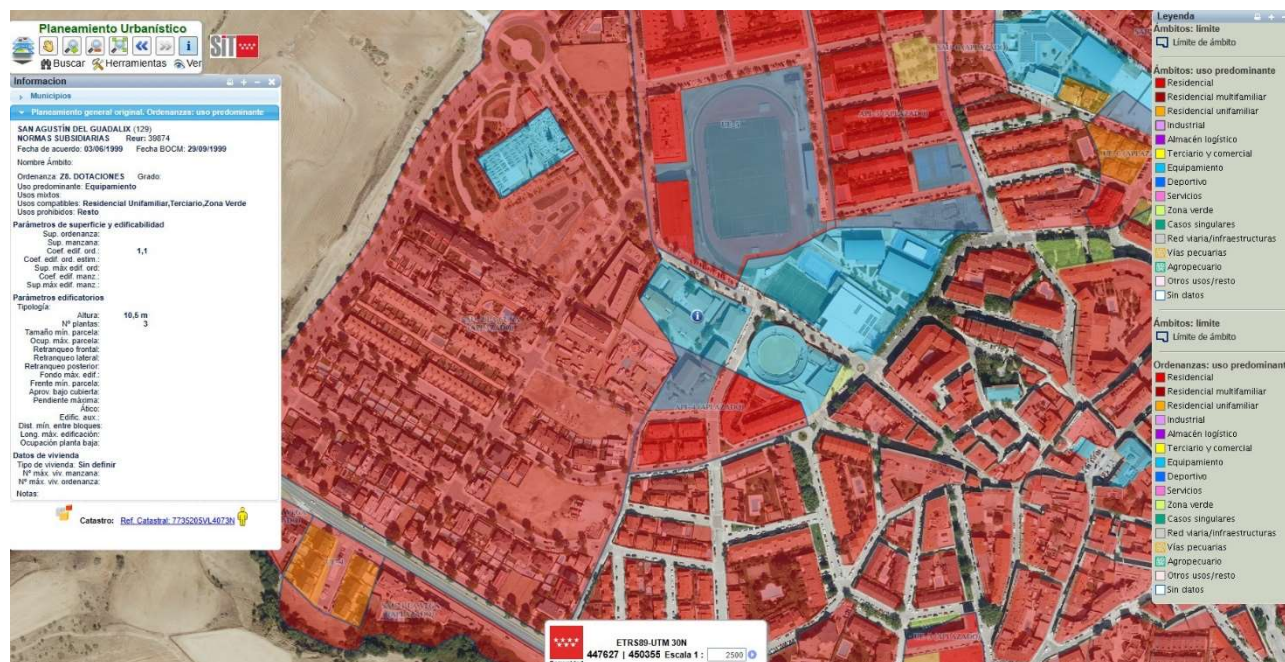 Planeamiento Urbanístico
SIT
Buscar Herramientas Ver
Informacion
Municipios
Planeamiento general original. Ordenanzas: uso predominante
SAN AGUSTÍN DEL GUADALIX (129)
NORMAS SUBSIDIARIAS Reur: 39874
Fecha de acuerdo: 03/06/1999 Fecha BOCM: 29/09/1999
Nombre Ámbito:
Ordenanza: Z8. DOTACIONES Grado:
Uso predominante: Equipamiento
Usos mixtos:
Usos compatibles: Residencial Unifamiliar,Terciario,Zona Verde
Usos prohibidos: Resto
Parámetros de superficie y edificabilidad
Sup. ordenanza:
Sup. manzana:
Coef. edif. ord.: 1,1
Coef. edif. ord. estim.:
Sup. máx edif. ord:
Coef. edif. manz.:
Sup máx edif. manz.:
Parámetros edificatorios
Tipología:
Altura: 10,5 m
Nº plantas: 3
Tamaño mín. parcela:
Ocup. máx. parcela:
Retranqueo frontal:
Retranqueo lateral:
Retranqueo posterior:
Fondo máx. edif.:
Frente mín. parcela:
Aprov. bajo cubierta:
Pendiente máxima:
Ático:
Edific. aux.:
Dist. mín. entre bloques:
Long. máx. edificación:
Ocupación planta baja:
Datos de vivienda
Tipo de vivienda: Sin definir
Nº máx. viv. manzana:
Nº máx. viv. ordenanza:
Notas:
Catastro: Ref. Catastral: 7735205VL4073N
UE-5
ETRS89-UTM 30N
447627 | 450355 Escala 1 : 2500
Leyenda
Ámbitos: límite
Límite de ámbito
Ámbitos: uso predominante
Residencial
Residencial multifamiliar
Residencial unifamiliar
Industrial
Almacén logístico
Terciario y comercial
Equipamiento
Deportivo
Servicios
Zona verde
Casos singulares
Red viaria/infraestructuras
Vías pecuarias
Agropecuario
Otros usos/resto
Sin datos
Ámbitos: límite
Límite de ámbito
Ordenanzas: uso predominant
Residencial
Residencial multifamiliar
Residencial unifamiliar
Industrial
Almacén logístico
Terciario y comercial
Equipamiento
Deportivo
Servicios
Zona verde
Casos singulares
Red viaria/infraestructuras
Vías pecuarias
Agropecuario
Otros usos/resto
Sin datos